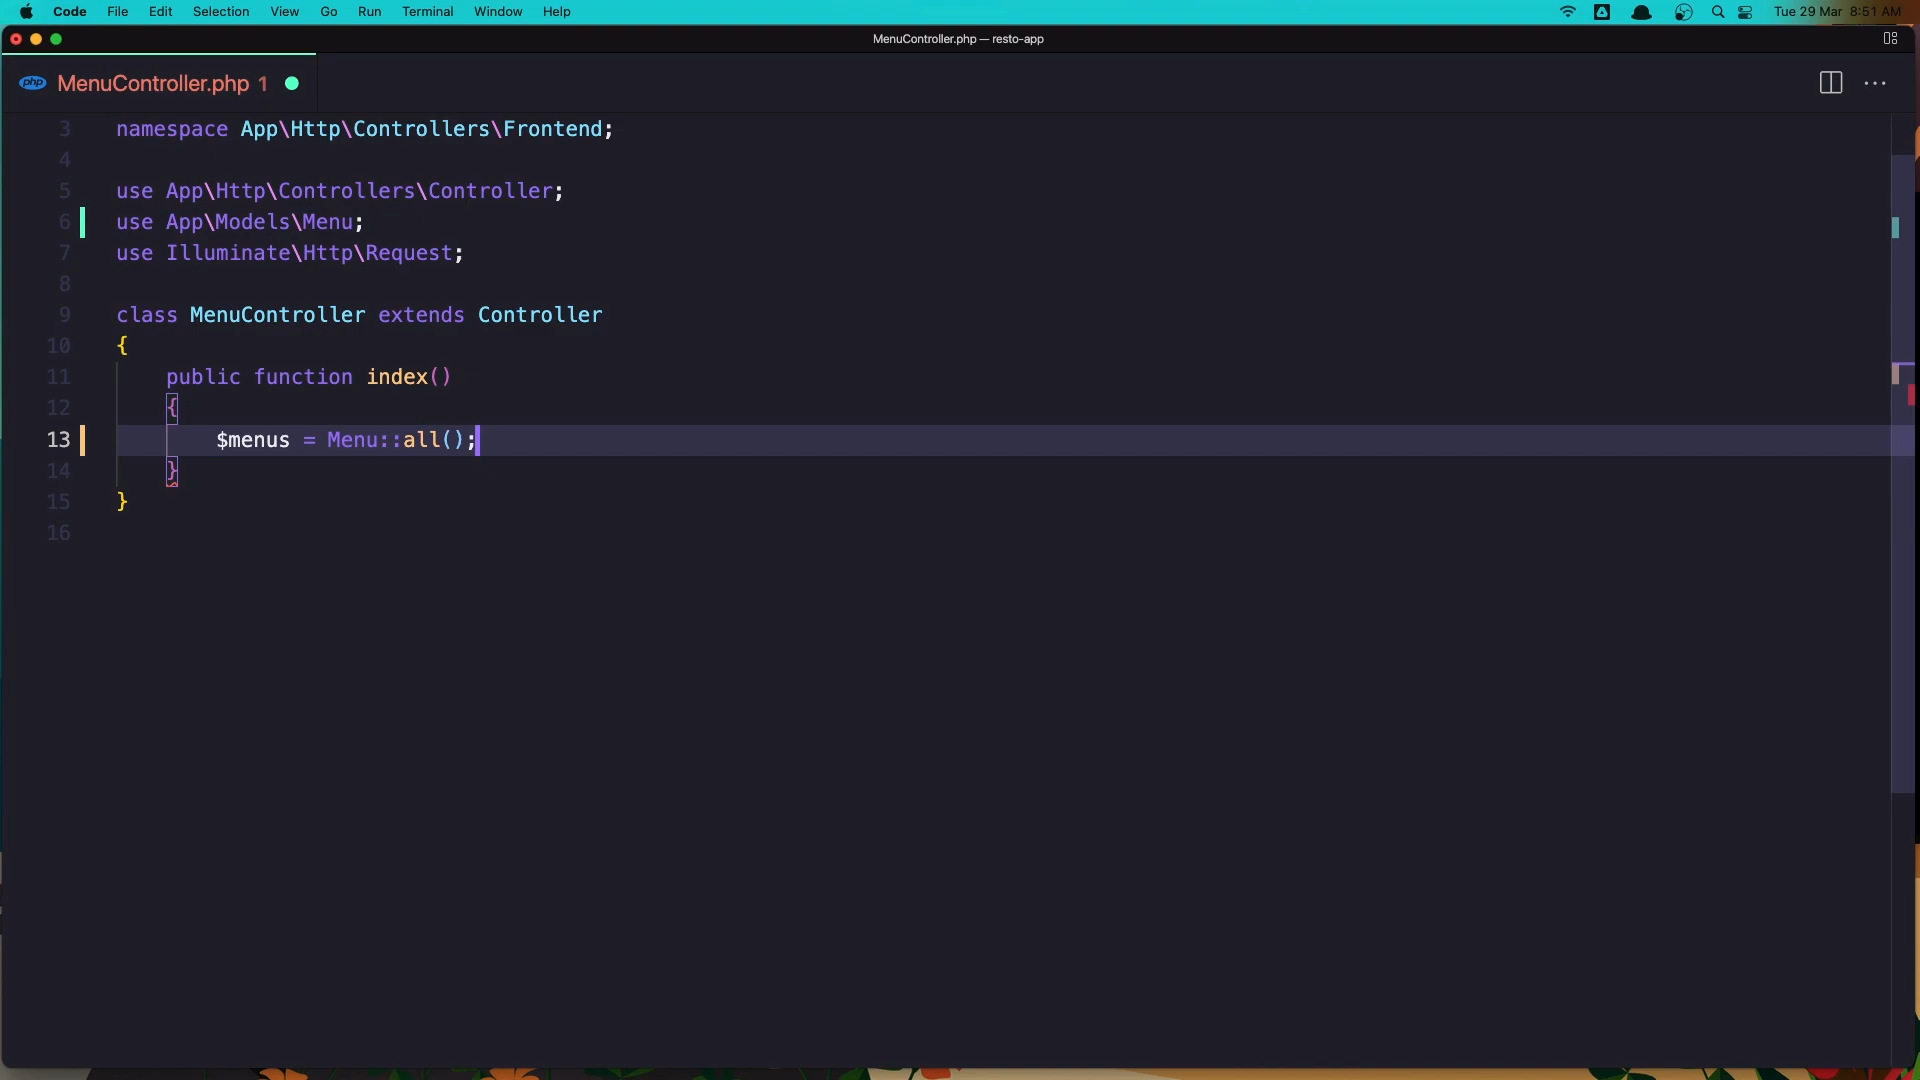 Code File Edit Selection View Go Run Terminal Window Help Tue 29 Mar 8:51 AM
MenuController.php — resto-app
php MenuController.php 1
3 namespace App\Http\Controllers\Frontend;
4
5 use App\Http\Controllers\Controller;
6 use App\Models\Menu;
7 use Illuminate\Http\Request;
8
9 class MenuController extends Controller
10 {
11 public function index()
12 {
13 $menus = Menu::all();
14 }
15 }
16